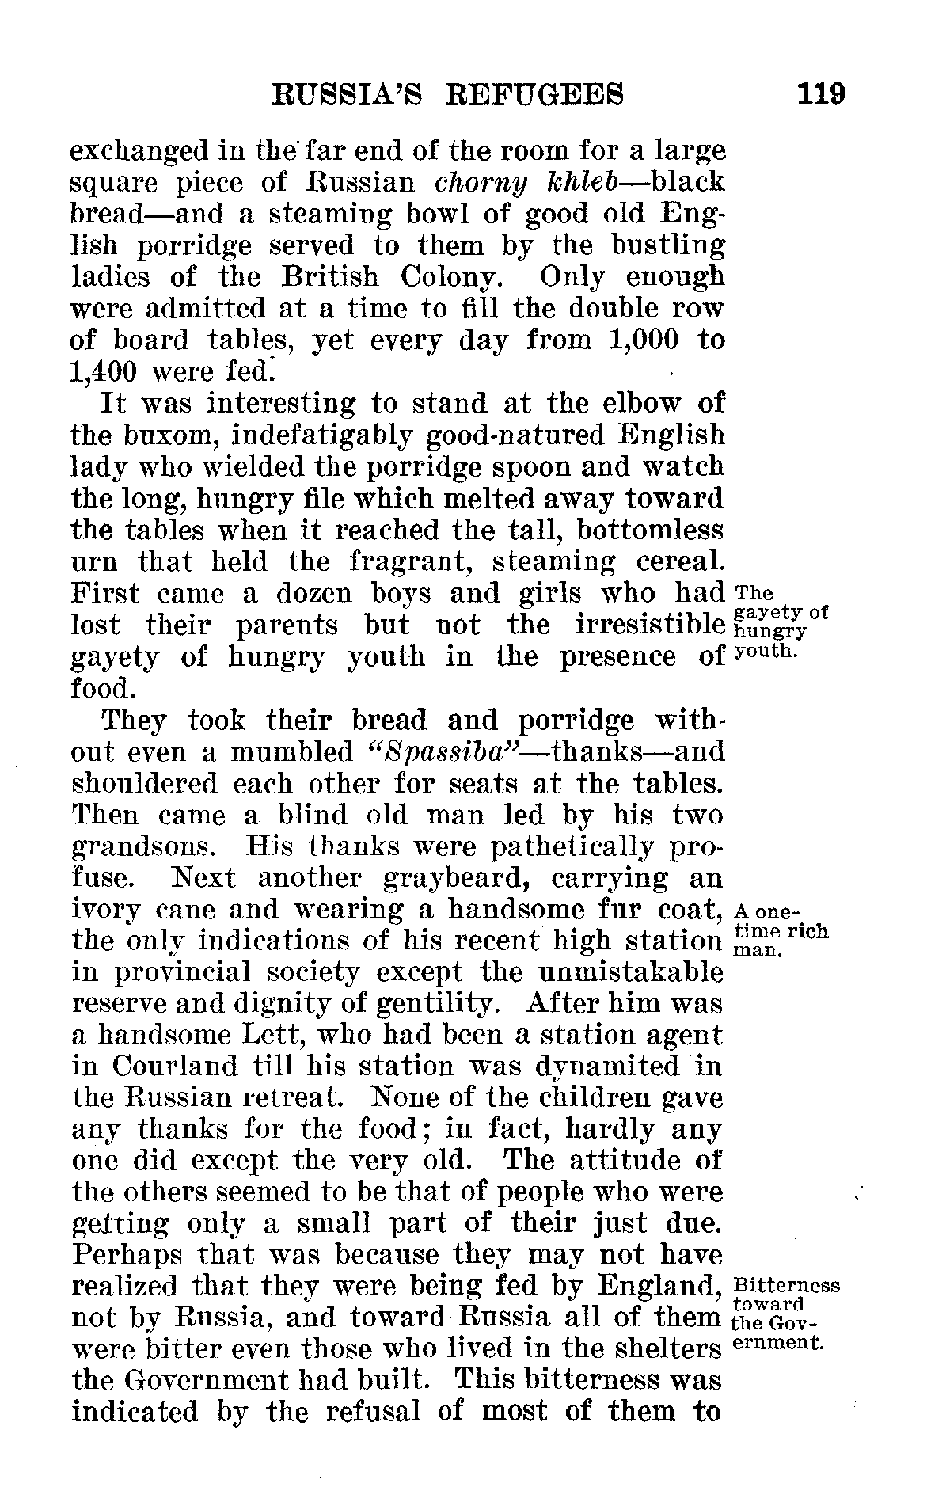 RUSSIA'S REFUGEES 119
exchanged in the far end of the room for a large
square piece of Russian chorny khleb—black
bread—and a steaming bowl of good old Eng-
lish porridge served to them by the bustling
ladies of the British Colony. Only enough
were admitted at a time to fill the double row
of board tables, yet every day from 1,000 to
1,400 were fed.
It was interesting to stand at the elbow of
the buxom, indefatigably good-natured English
lady who wielded the porridge spoon and watch
the long, hungry file which melted away toward
the tables when it reached the tall, bottomless
urn that held the fragrant, steaming cereal.
First came a dozen boys and girls who had
lost their parents but not the irresistible
gayety of hungry youth in the presence of
food.
The
gayety of
hungry
youth.
They took their bread and porridge with-
out even a mumbled "Spassiba"—thanks—and
shouldered each other for seats at the tables.
Then came a blind old man led by his two
grandsons. His thanks were pathetically pro-
fuse. Next another graybeard, carrying an
ivory cane and wearing a handsome fur coat,
the only indications of his recent high station
in provincial society except the unmistakable
reserve and dignity of gentility. After him was
a handsome Lett, who had been a station agent
in Courland till his station was dynamited in
the Russian retreat. None of the children gave
any thanks for the food; in fact, hardly any
one did except the very old. The attitude of
the others seemed to be that of people who were
getting only a small part of their just due.
Perhaps that was because they may not have
realized that they were being fed by England,
not by Russia, and toward Russia all of them
were bitter even those who lived in the shelters
the Government had built. This bitterness was
indicated by the refusal of most of them to
A one-
time rich
man.
Bitterness
toward
the Gov-
ernment.